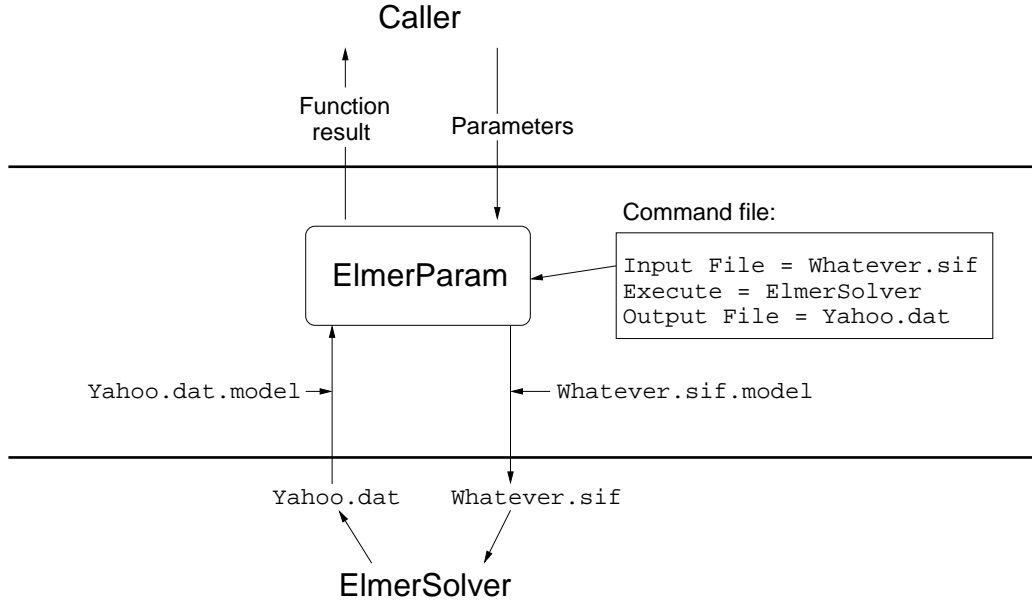 Caller
Function
result
Parameters
Command file:
ElmerParam
Input File = Whatever.sif
Execute = ElmerSolver
Output File = Yahoo.dat
Yahoo.dat.model
Whatever.sif.model
Yahoo.dat
Whatever.sif
ElmerSolver